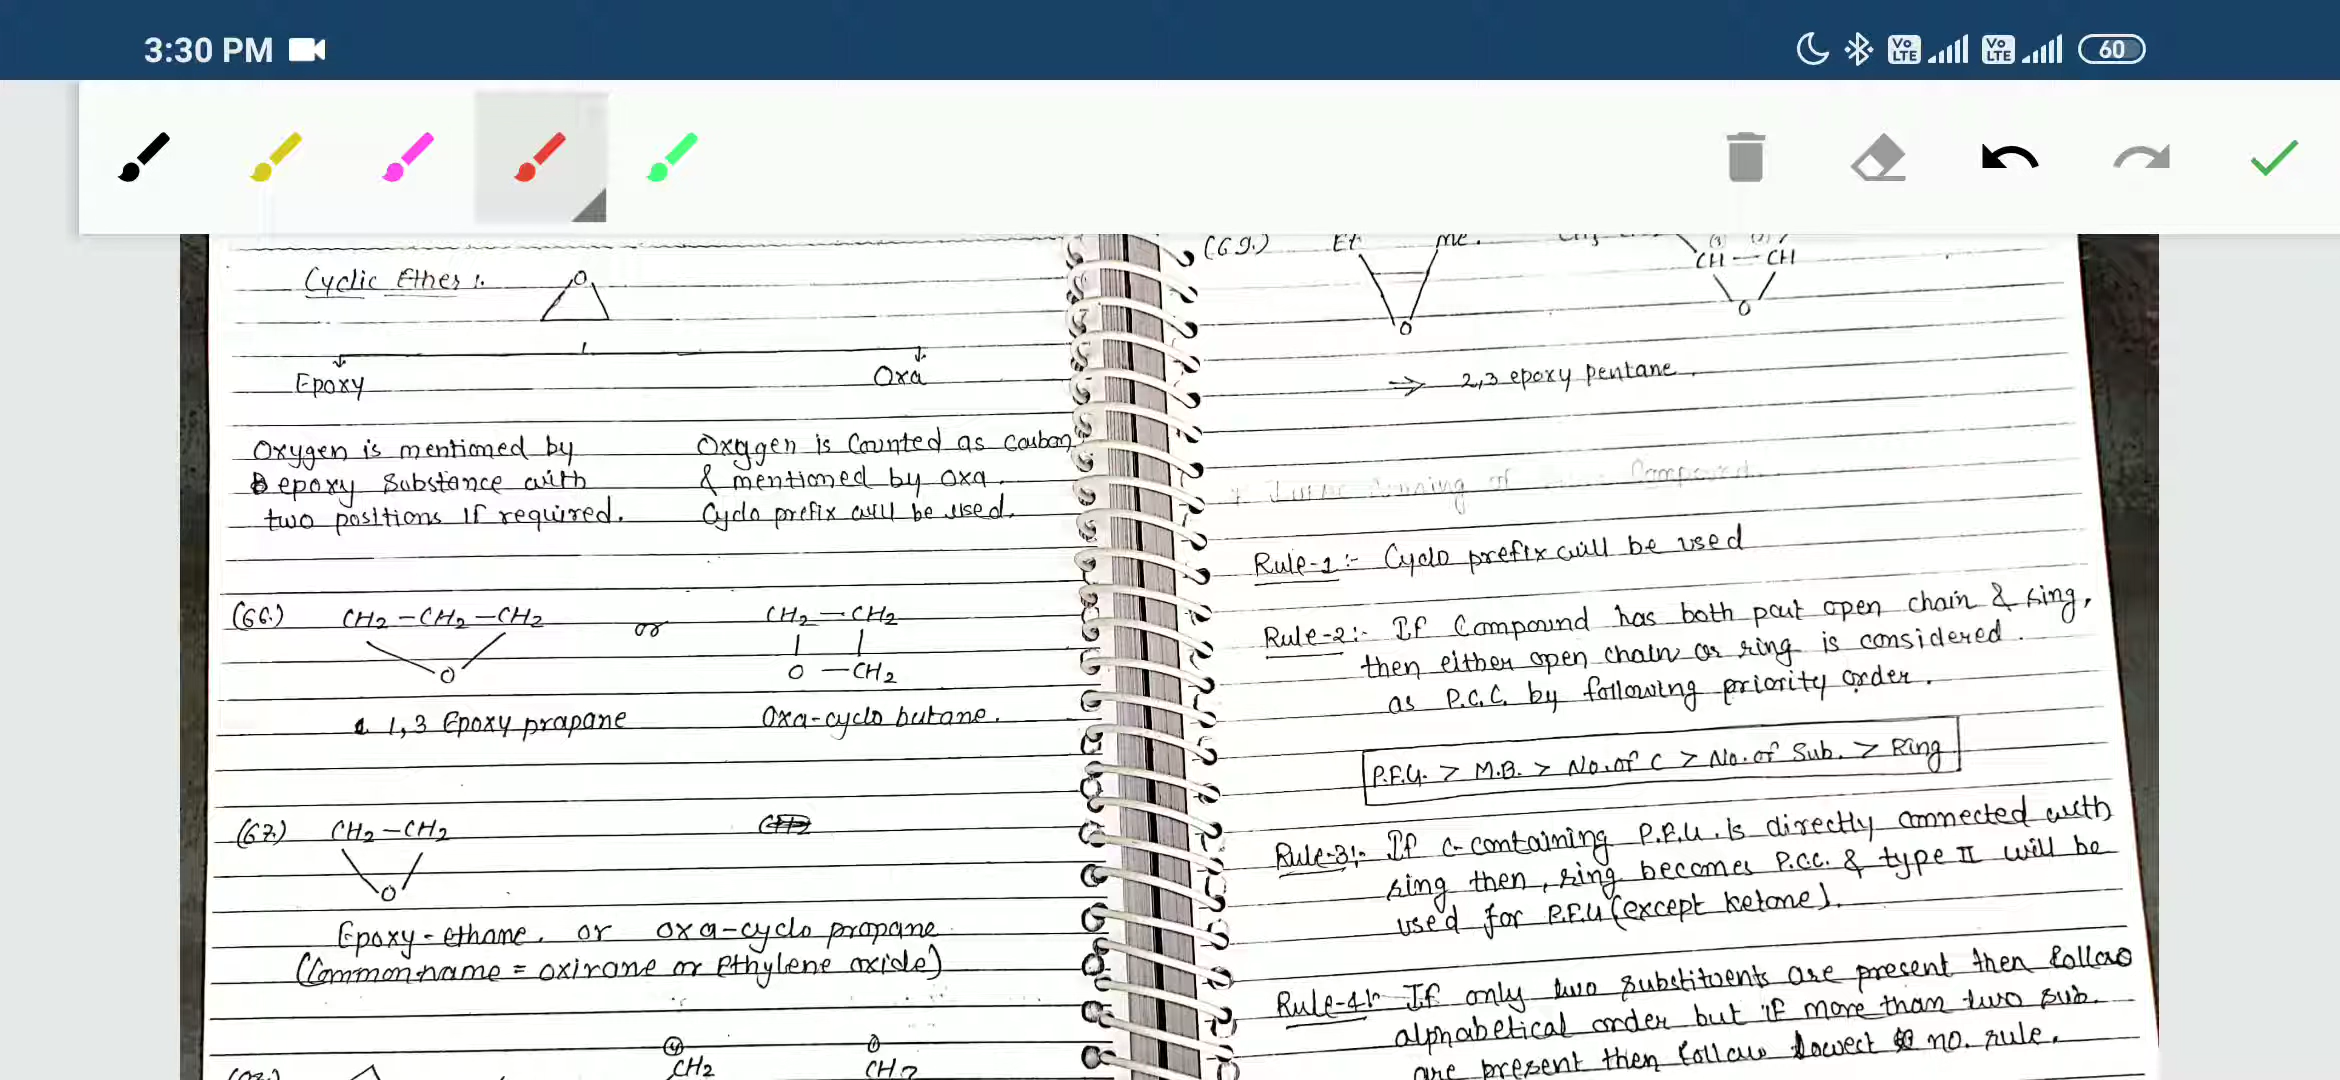 3:30 PM
Vo LTE
Vo LTE
60
Cyclic Ether :.
O
Epoxy
Oxa
Oxygen is mentioned by
epoxy Substance with
two positions if required.
Oxygen is Counted as Carbon
& mentioned by oxa.
Cyclo prefix will be used.
(66.) CH2 – CH2 – CH2
O
or
CH2 – CH2
O – CH2
1,3 Epoxy propane
Oxa-cyclo butane.
(67.) CH2 – CH2
O
Epoxy-ethane. or oxa-cyclo propane
(Common name = oxirane or Ethylene oxide)
CH2
(69.) Et Me.
O
CH – CH
O
⇒ 2,3 epoxy pentane.
Rule-1 :- Cyclo prefix will be used
Rule-2 :- If Compound has both part open chain & ring,
then either open chain or ring is considered
as P.C.C. by following priority order.
P.F.G. > M.B. > No. of C > No. of Sub. > Ring
Rule-3 :- If C-containing P.F.G. is directly connected with
ring then, ring becomes P.C.C. & type II will be
used for P.F.G (except ketone).
Rule-4 :- If only two substituents are present then follow
alphabetical order but if more than two sub.
are present then follow lowest no. rule.